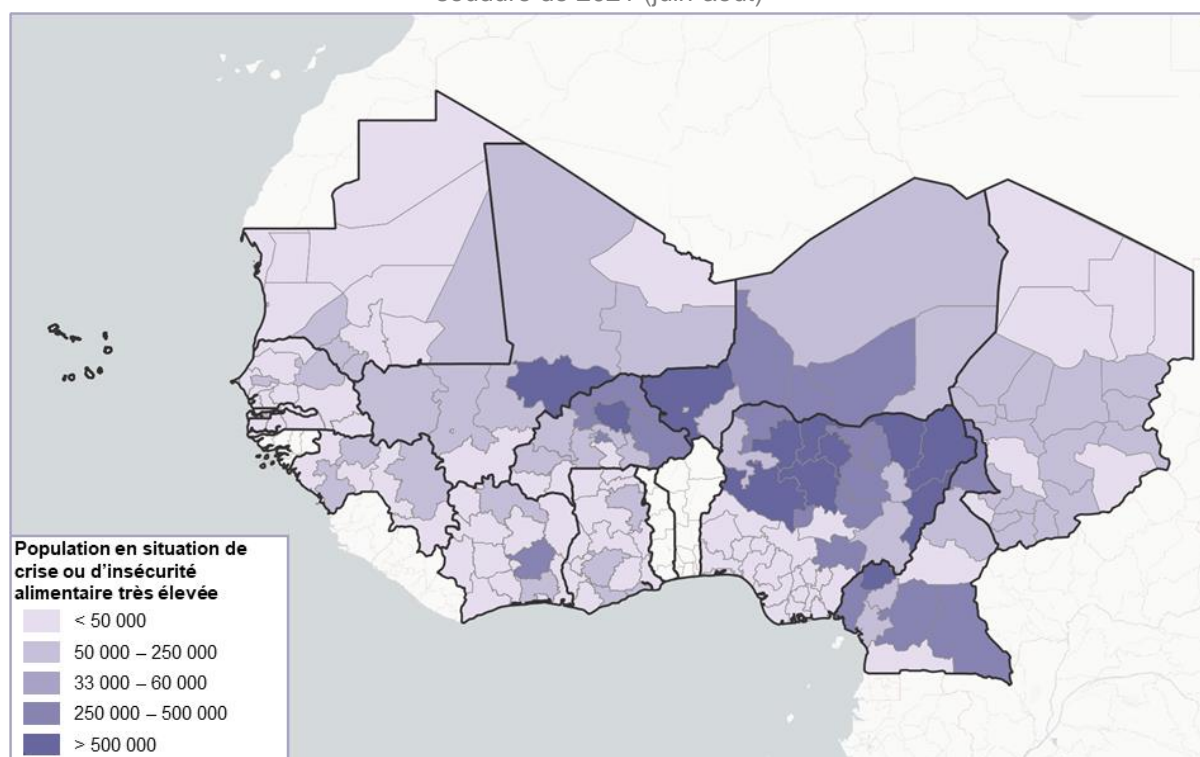 soudure de 2021 (juin-août)
Population en situation de
crise ou d'insécurité
alimentaire très élevée
< 50 000
50 000 – 250 000
33 000 – 60 000
250 000 – 500 000
> 500 000